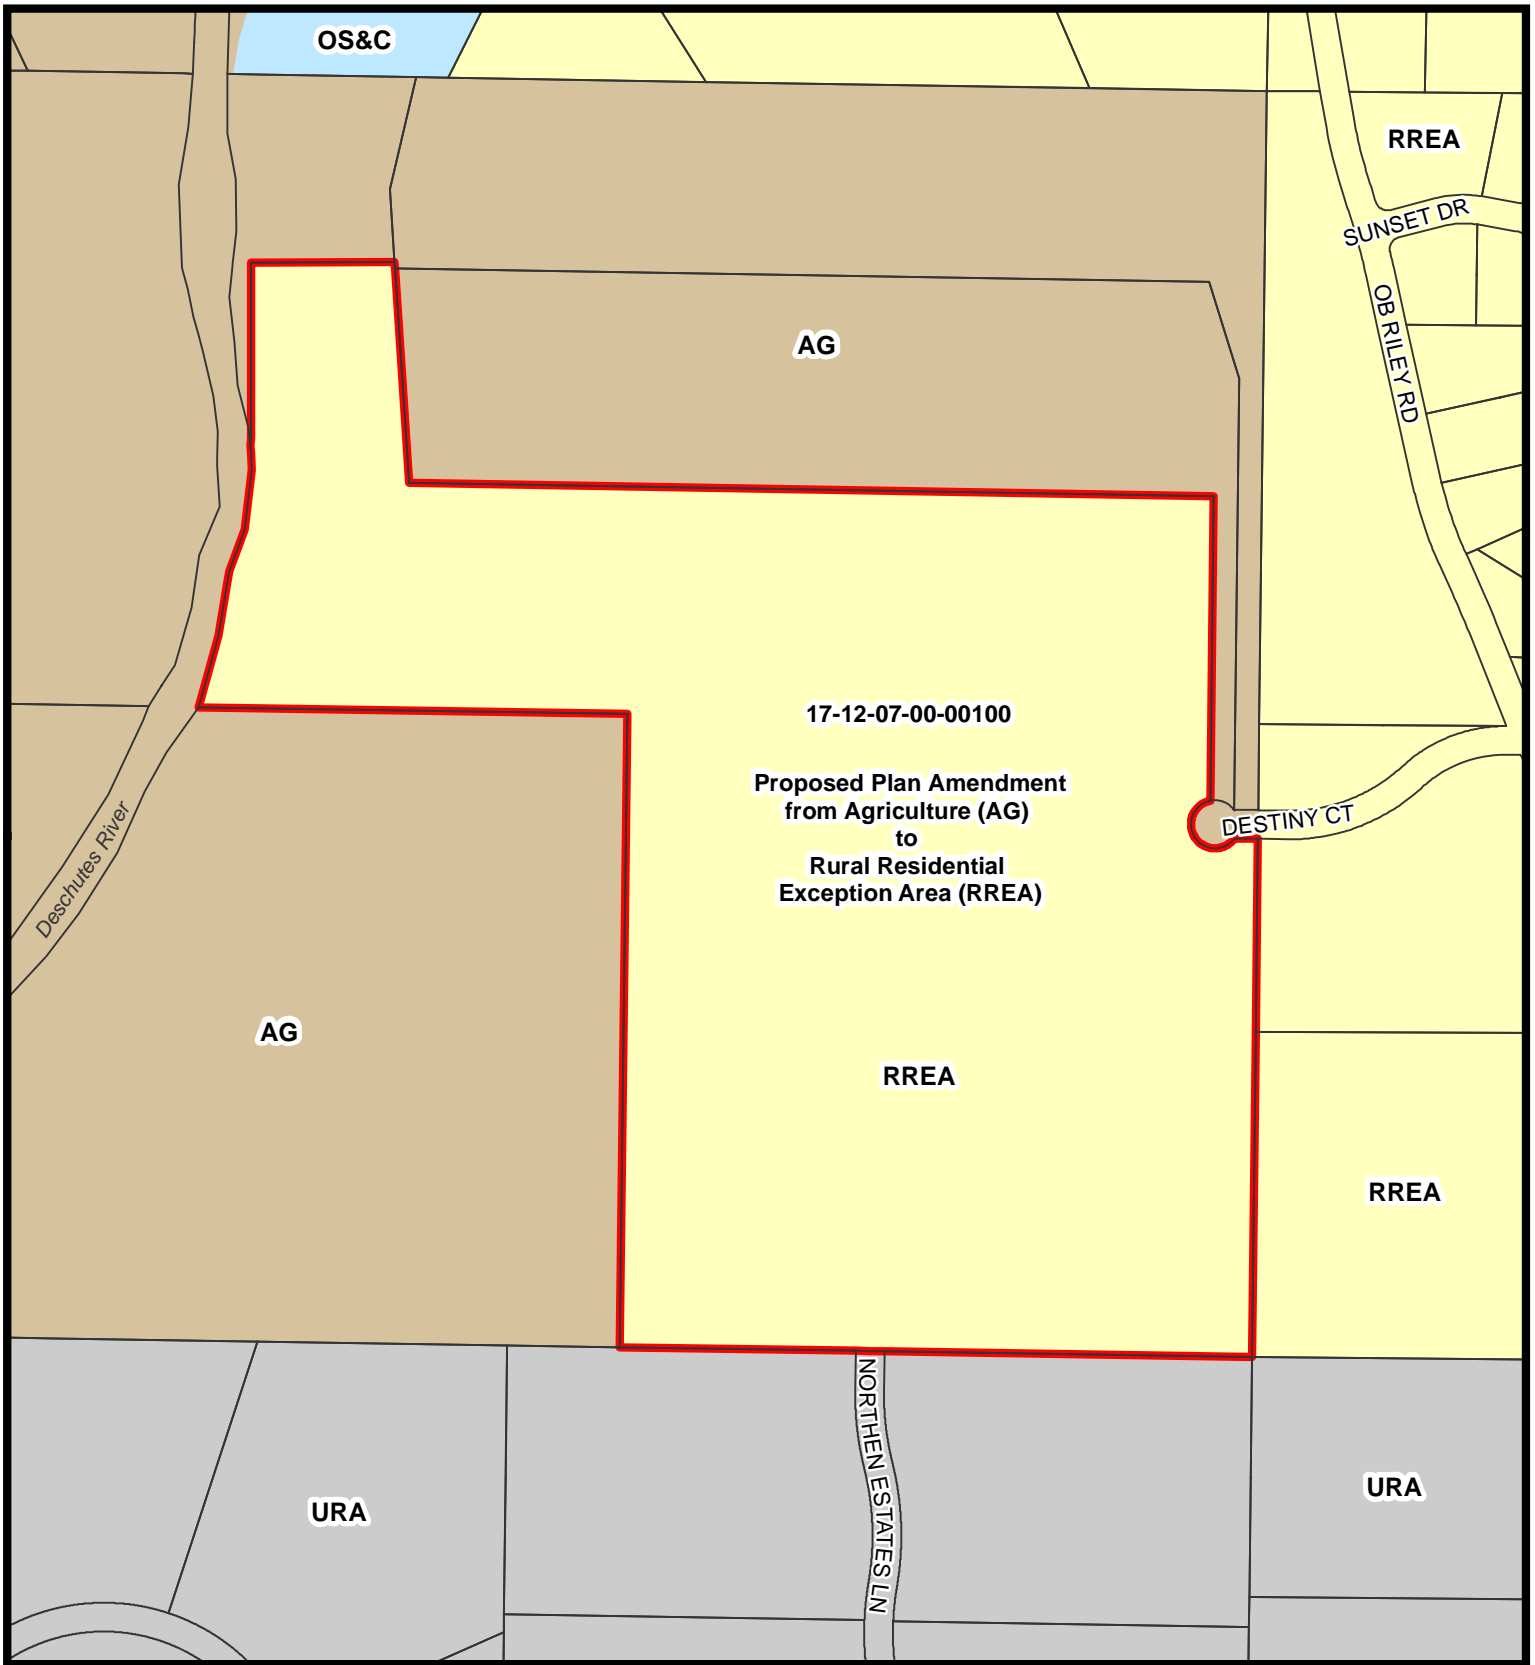 OS&C
RREA
SUNSET DR
OB RILEY RD
AG
17-12-07-00-00100
Proposed Plan Amendment
from Agriculture (AG)
to
Rural Residential
Exception Area (RREA)
DESTINY CT
Deschutes River
AG
RREA
RREA
NORTHEN ESTATES LN
URA
URA